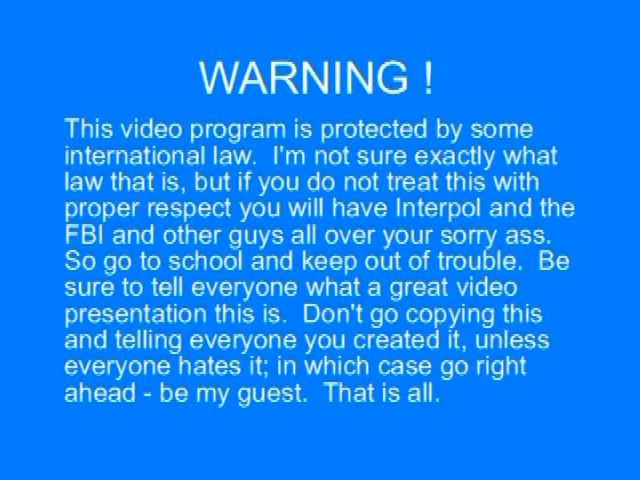 WARNING !
This video program is protected by some
international law.  I'm not sure exactly what
law that is, but if you do not treat this with
proper respect you will have Interpol and the
FBI and other guys all over your sorry ass.
So go to school and keep out of trouble.  Be
sure to tell everyone what a great video
presentation this is.  Don't go copying this
and telling everyone you created it, unless
everyone hates it; in which case go right
ahead - be my guest.  That is all.